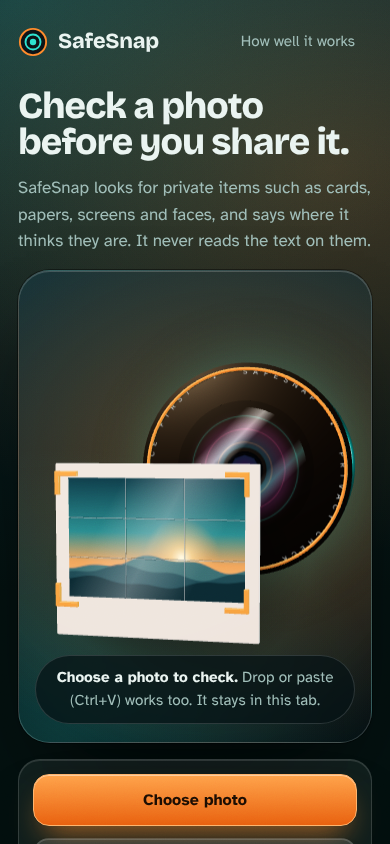 SafeSnap
How well it works
Check a photo
before you share it.
SafeSnap looks for private items such as cards,
papers, screens and faces, and says where it
thinks they are. It never reads the text on them.
Choose a photo to check. Drop or paste
(Ctrl+V) works too. It stays in this tab.
Choose photo